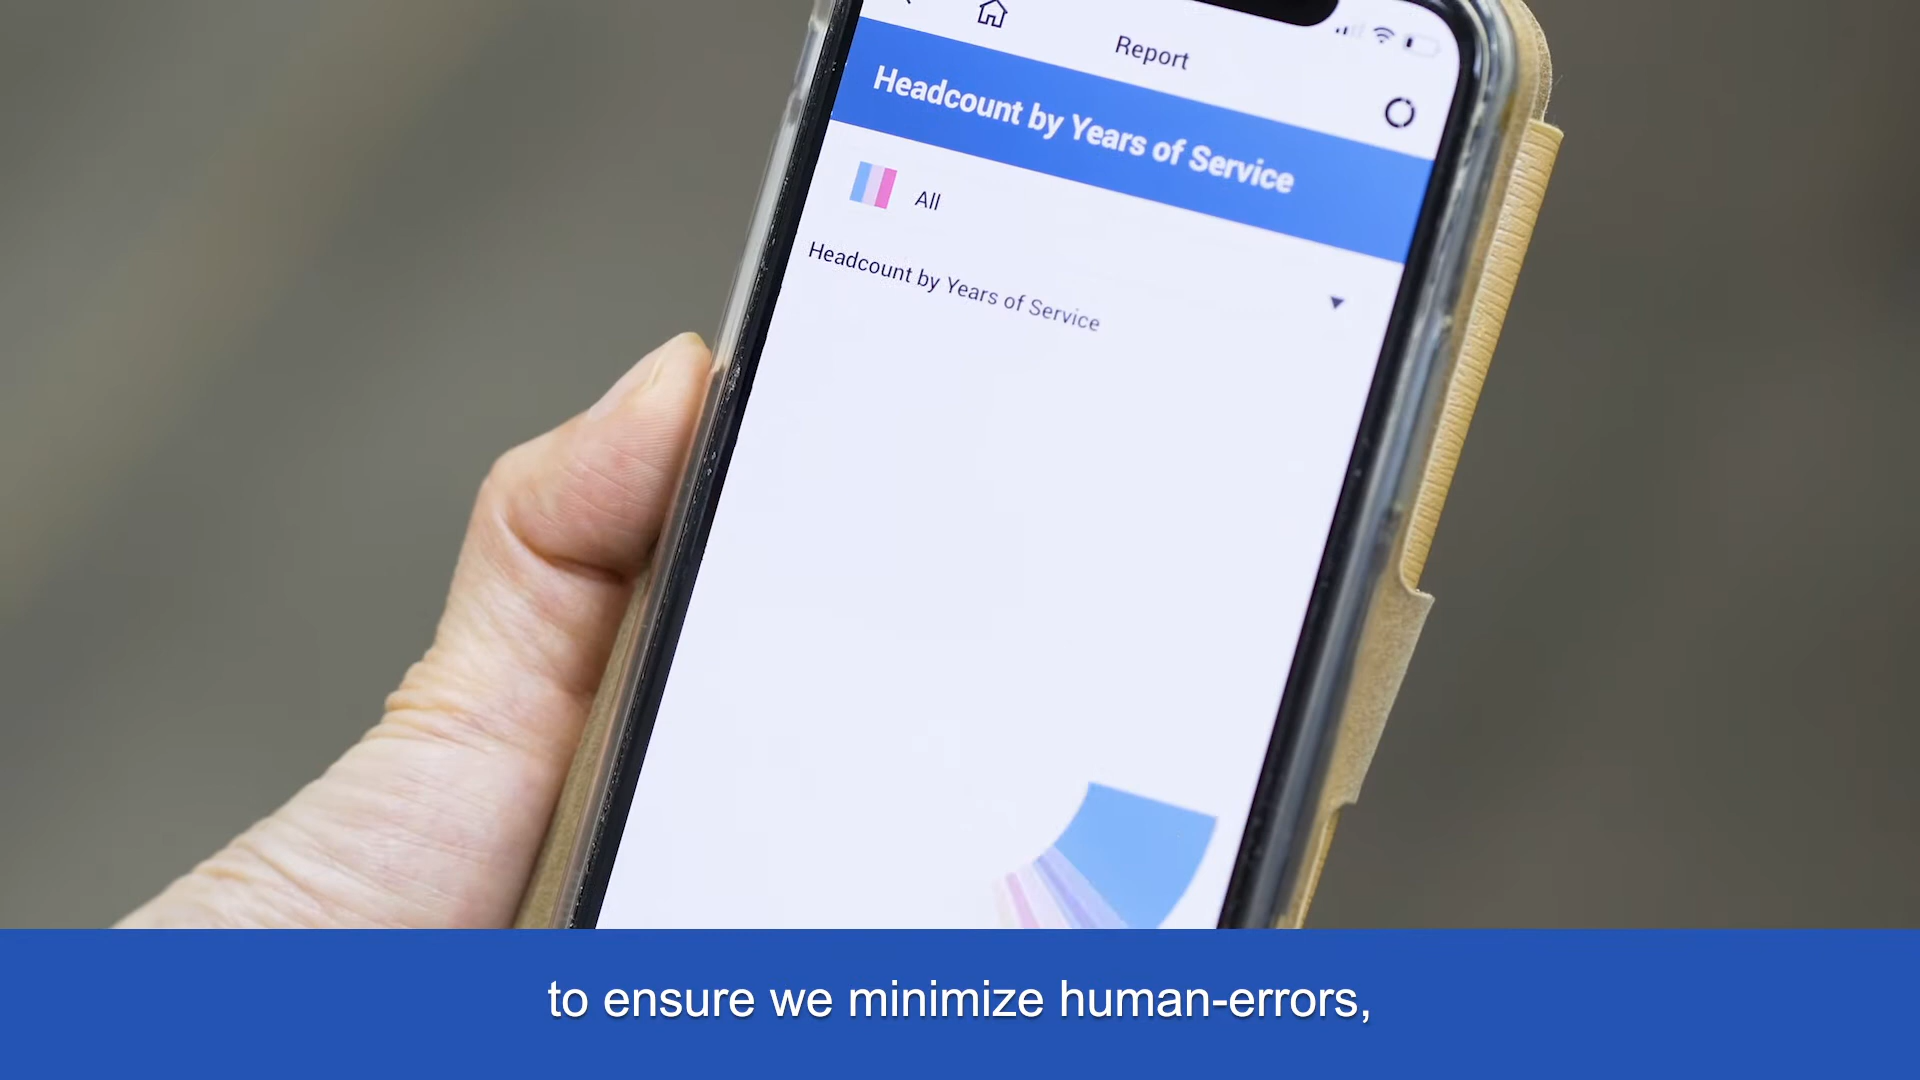 Report
Headcount by Years of Service
All
Headcount by Years of Service
to ensure we minimize human-errors,